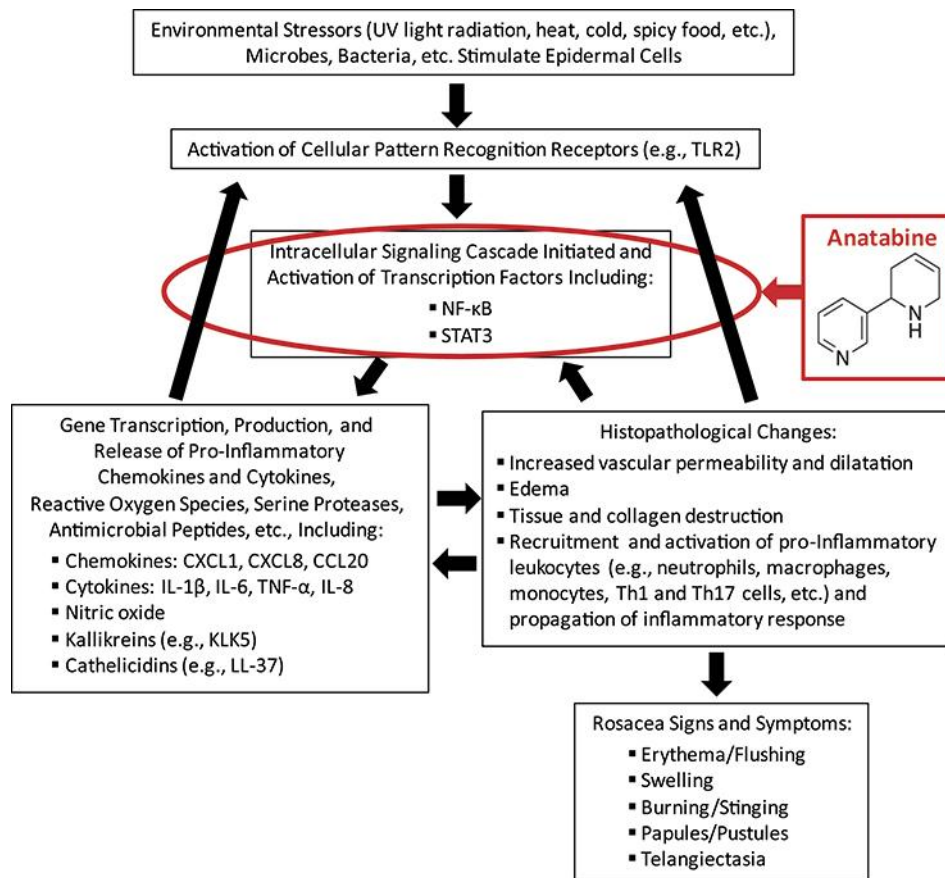 Environmental Stressors (UV light radiation, heat, cold, spicy food, etc.),
Microbes, Bacteria, etc. Stimulate Epidermal Cells
Activation of Cellular Pattern Recognition Receptors (e.g., TLR2)
Intracellular Signaling Cascade Initiated and
Activation of Transcription Factors Including:
▪ NF-κB
▪ STAT3
Anatabine
N
H
N
Gene Transcription, Production, and
Release of Pro-Inflammatory
Chemokines and Cytokines,
Reactive Oxygen Species, Serine Proteases,
Antimicrobial Peptides, etc., Including:
▪ Chemokines: CXCL1, CXCL8, CCL20
▪ Cytokines: IL-1β, IL-6, TNF-α, IL-8
▪ Nitric oxide
▪ Kallikreins (e.g., KLK5)
▪ Cathelicidins (e.g., LL-37)
Histopathological Changes:
▪ Increased vascular permeability and dilatation
▪ Edema
▪ Tissue and collagen destruction
▪ Recruitment and activation of pro-Inflammatory
leukocytes (e.g., neutrophils, macrophages,
monocytes, Th1 and Th17 cells, etc.) and
propagation of inflammatory response
Rosacea Signs and Symptoms:
▪ Erythema/Flushing
▪ Swelling
▪ Burning/Stinging
▪ Papules/Pustules
▪ Telangiectasia